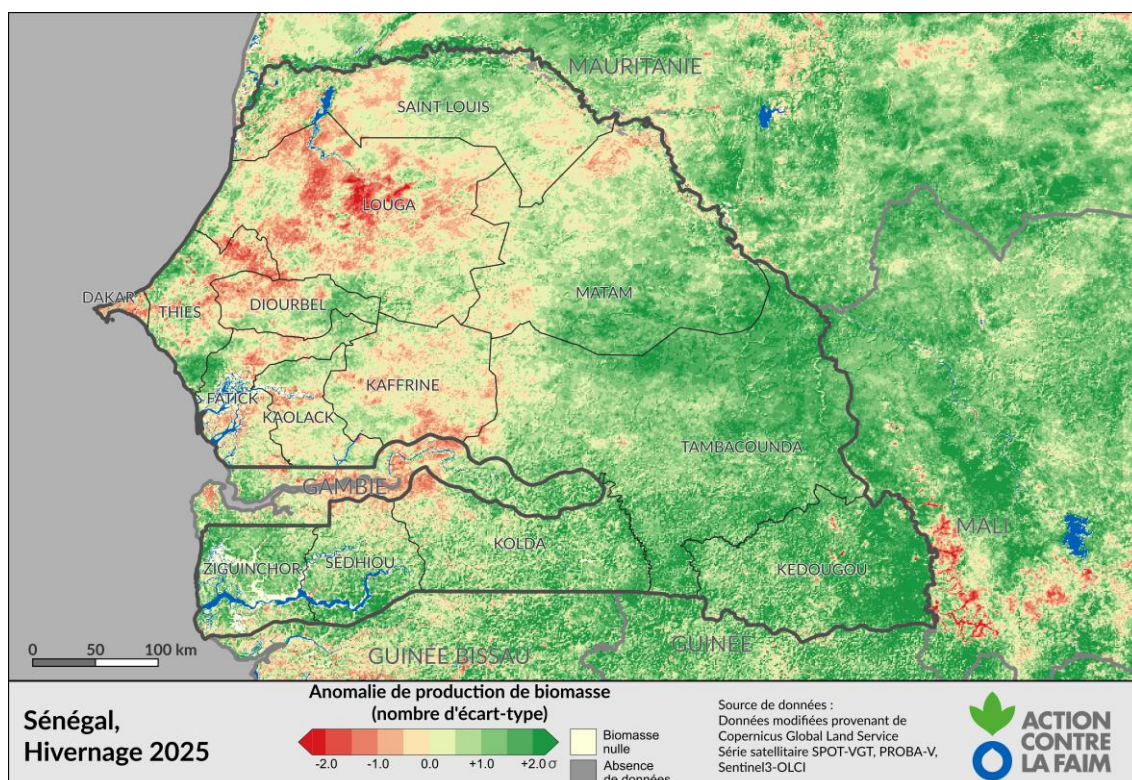 MAURITANIE
SAINT LOUIS
LOUGA
DAKAR
THIES
DIOURBEL
MATAM
FATICK
KAOLACK
KAFFRINE
TAMBACOUNDA
GAMBIE
MALI
ZIGUINCHOR
SEDHIOU
KOLDA
KEDOUGOU
GUINÉE BISSAU
GUINÉE
0 50 100 km
Sénégal,
Hivernage 2025
Anomalie de production de biomasse
(nombre d'écart-type)
-2.0 -1.0 0.0 +1.0 +2.0 σ
Biomasse
nulle
Absence
de données
Source de données :
Données modifiées provenant de
Copernicus Global Land Service
Série satellitaire SPOT-VGT, PROBA-V,
Sentinel3-OLCI
ACTION
CONTRE
LA FAIM